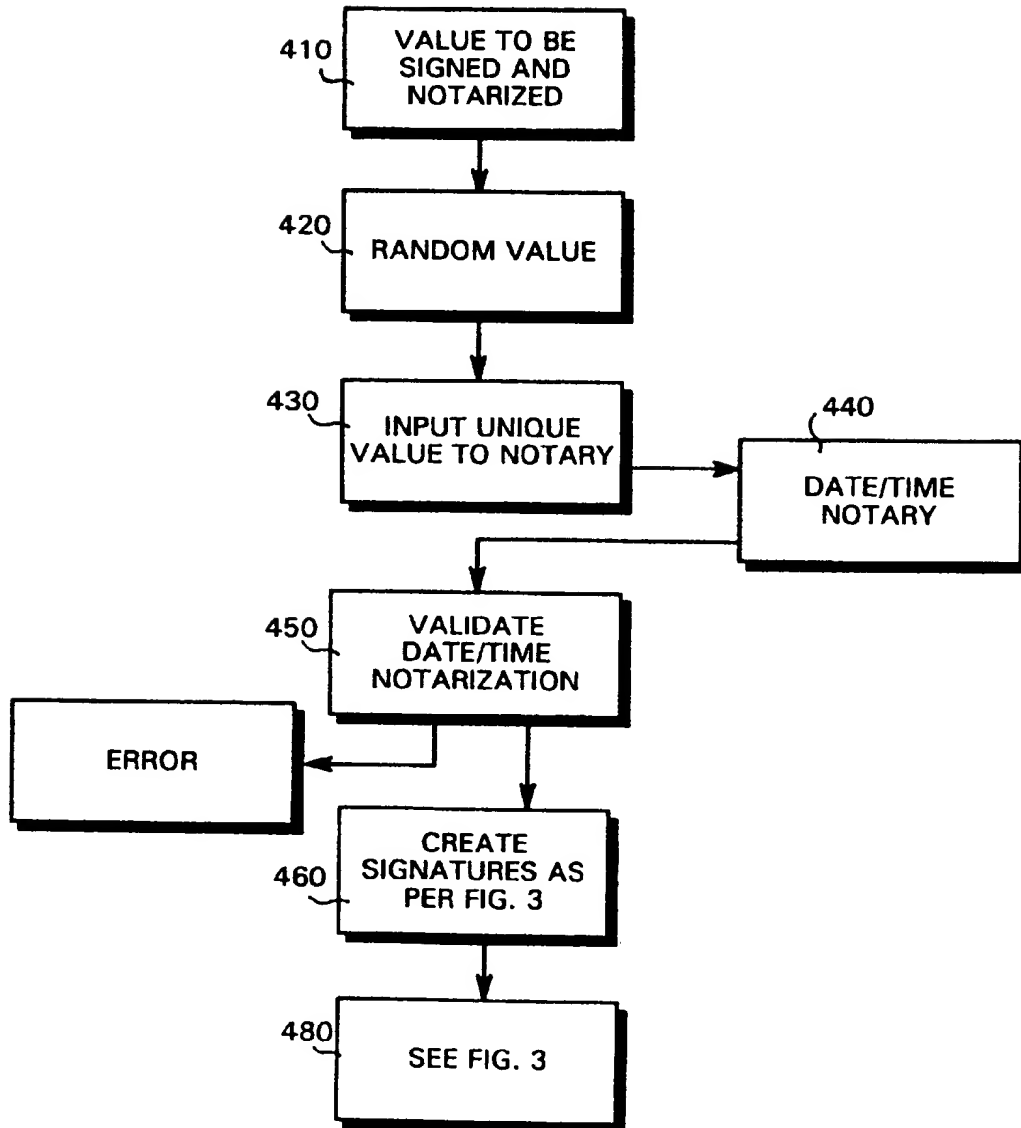 410
VALUE TO BE
SIGNED AND
NOTARIZED
420
RANDOM VALUE
430
INPUT UNIQUE
VALUE TO NOTARY
440
DATE/TIME
NOTARY
450
VALIDATE
DATE/TIME
NOTARIZATION
ERROR
460
CREATE
SIGNATURES AS
PER FIG. 3
480
SEE FIG. 3